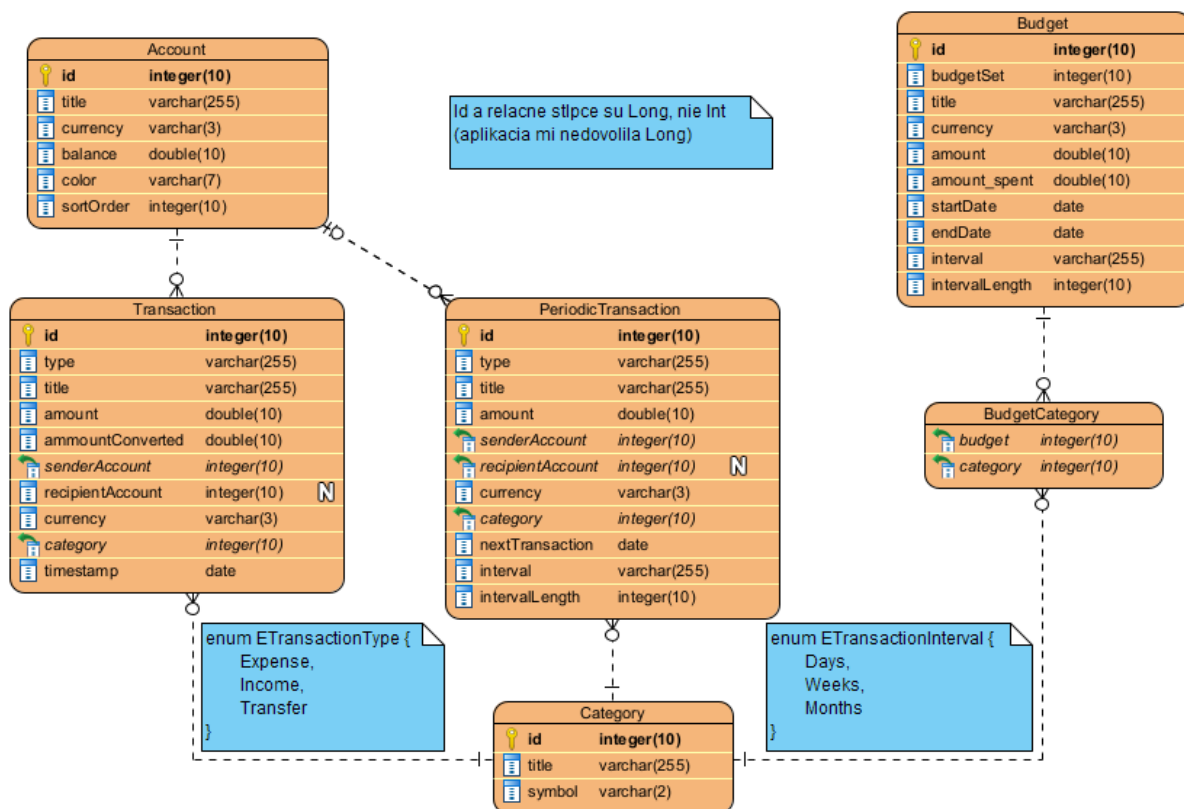 Account
id integer(10)
title varchar(255)
currency varchar(3)
balance double(10)
color varchar(7)
sortOrder integer(10)
Id a relacne stlpce su Long, nie Int
(aplikacia mi nedovolila Long)
Budget
id integer(10)
budgetSet integer(10)
title varchar(255)
currency varchar(3)
amount double(10)
amount_spent double(10)
startDate date
endDate date
interval varchar(255)
intervalLength integer(10)
Transaction
id integer(10)
type varchar(255)
title varchar(255)
amount double(10)
ammountConverted double(10)
senderAccount integer(10)
recipientAccount integer(10) N
currency varchar(3)
category integer(10)
timestamp date
PeriodicTransaction
id integer(10)
type varchar(255)
title varchar(255)
amount double(10)
senderAccount integer(10)
recipientAccount integer(10) N
currency varchar(3)
category integer(10)
nextTransaction date
interval varchar(255)
intervalLength integer(10)
BudgetCategory
budget integer(10)
category integer(10)
enum ETransactionType {
Expense,
Income,
Transfer
}
enum ETransactionInterval {
Days,
Weeks,
Months
}
Category
id integer(10)
title varchar(255)
symbol varchar(2)